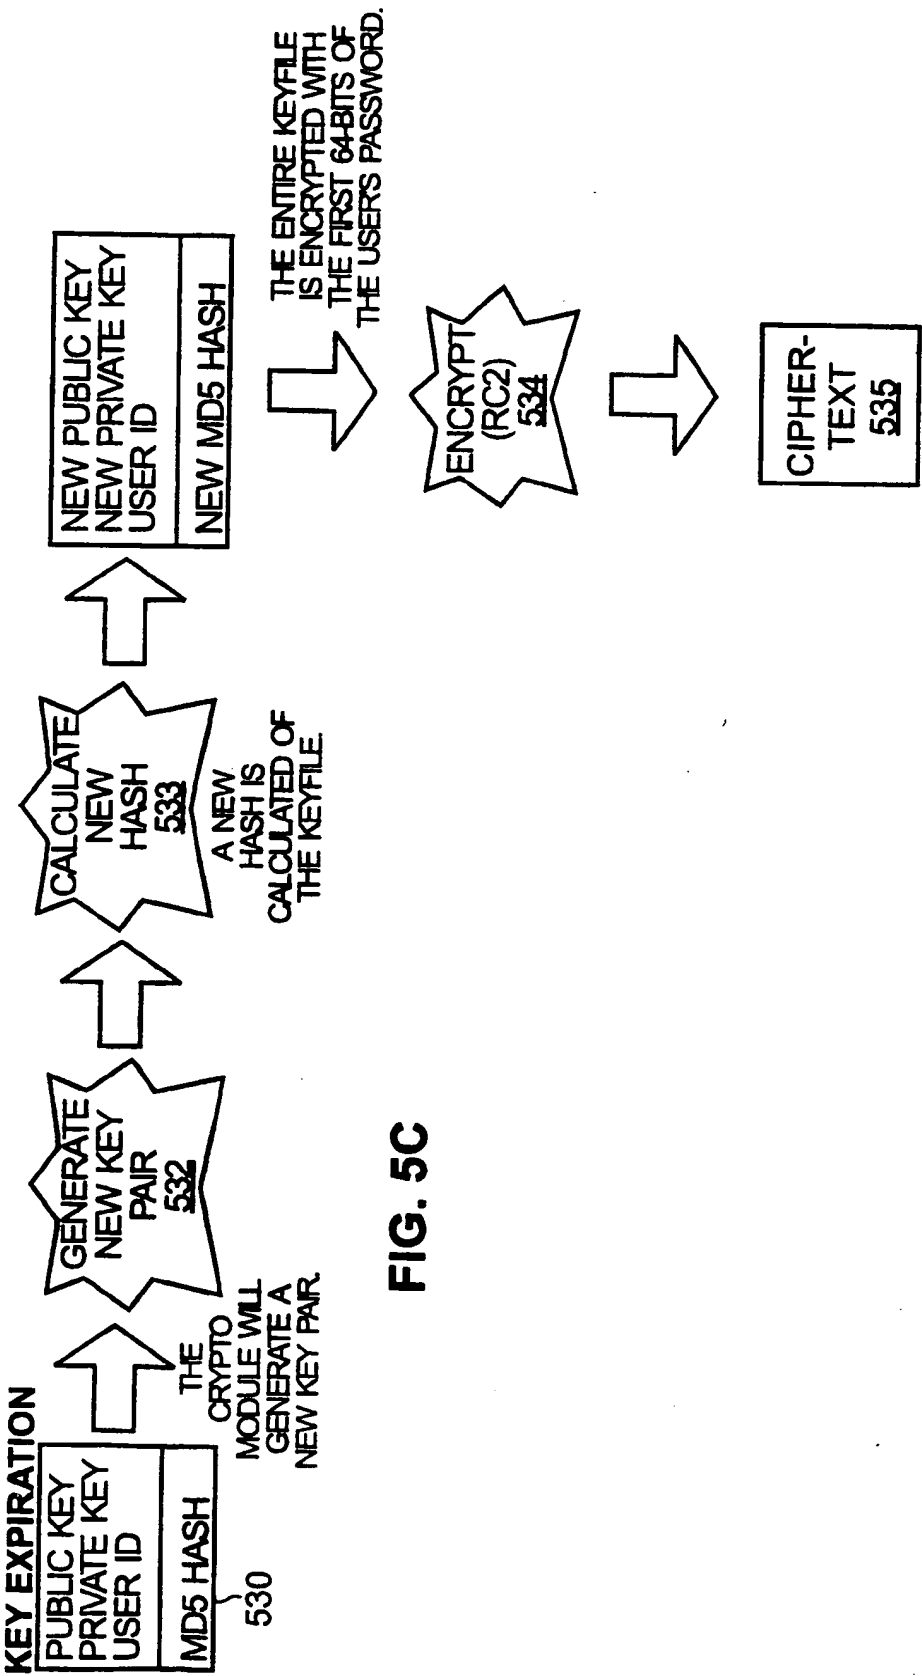 KEY EXPIRATION
PUBLIC KEY
PRIVATE KEY
USER ID
MD5 HASH
530
THE
CRYPTO
MODULE WILL
GENERATE A
NEW KEY PAIR.
GENERATE
NEW KEY
PAIR
532
CALCULATE
NEW
HASH
533
A NEW
HASH IS
CALCULATED OF
THE KEYFILE.
NEW PUBLIC KEY
NEW PRIVATE KEY
USER ID
NEW MD5 HASH
THE ENTIRE KEYFILE
IS ENCRYPTED WITH
THE FIRST 64-BITS OF
THE USERS PASSWORD.
ENCRYPT
(RC2)
534
CIPHER-
TEXT
535
FIG. 5C